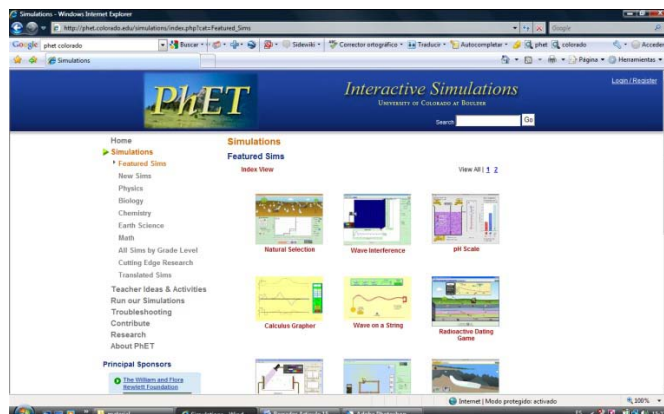 Simulations - Windows Internet Explorer
http://phet.colorado.edu/simulations/index.php?cat=Featured_Sims
Google
Google phet colorado Buscar Sidewiki Corrector ortográfico Traducir Autocompletar phet colorado Acceder
Simulations Página Herramientas
PhET
Interactive Simulations
University of Colorado at Boulder
Login / Register
Search Go
Home
Simulations
Featured Sims
New Sims
Physics
Biology
Chemistry
Earth Science
Math
All Sims by Grade Level
Cutting Edge Research
Translated Sims
Teacher Ideas & Activities
Run our Simulations
Troubleshooting
Contribute
Research
About PhET
Principal Sponsors
The William and Flora
Hewlett Foundation
Simulations
Featured Sims
Index View View All | 1 2
Natural Selection Wave Interference pH Scale
Calculus Grapher Wave on a String Radioactive Dating
Game
Internet | Modo protegido: activado 100%